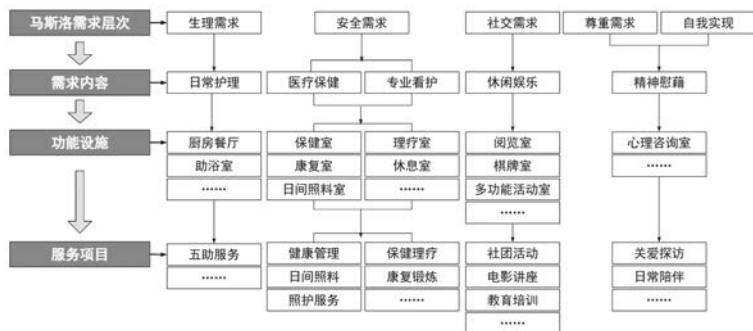 马斯洛需求层次 生理需求 安全需求 社交需求 尊重需求 自我实现
需求内容 日常护理 医疗保健 专业看护 休闲娱乐 精神慰藉
功能设施 厨房餐厅 保健室 理疗室 阅览室 心理咨询室
助浴室 康复室 休息室 棋牌室 ……
…… 日间照料室 …… 多功能活动室
……
服务项目 五助服务 健康管理 保健理疗 社团活动 关爱探访
…… 日间照料 康复锻炼 电影讲座 日常陪伴
照护服务 …… 教育培训 ……
……